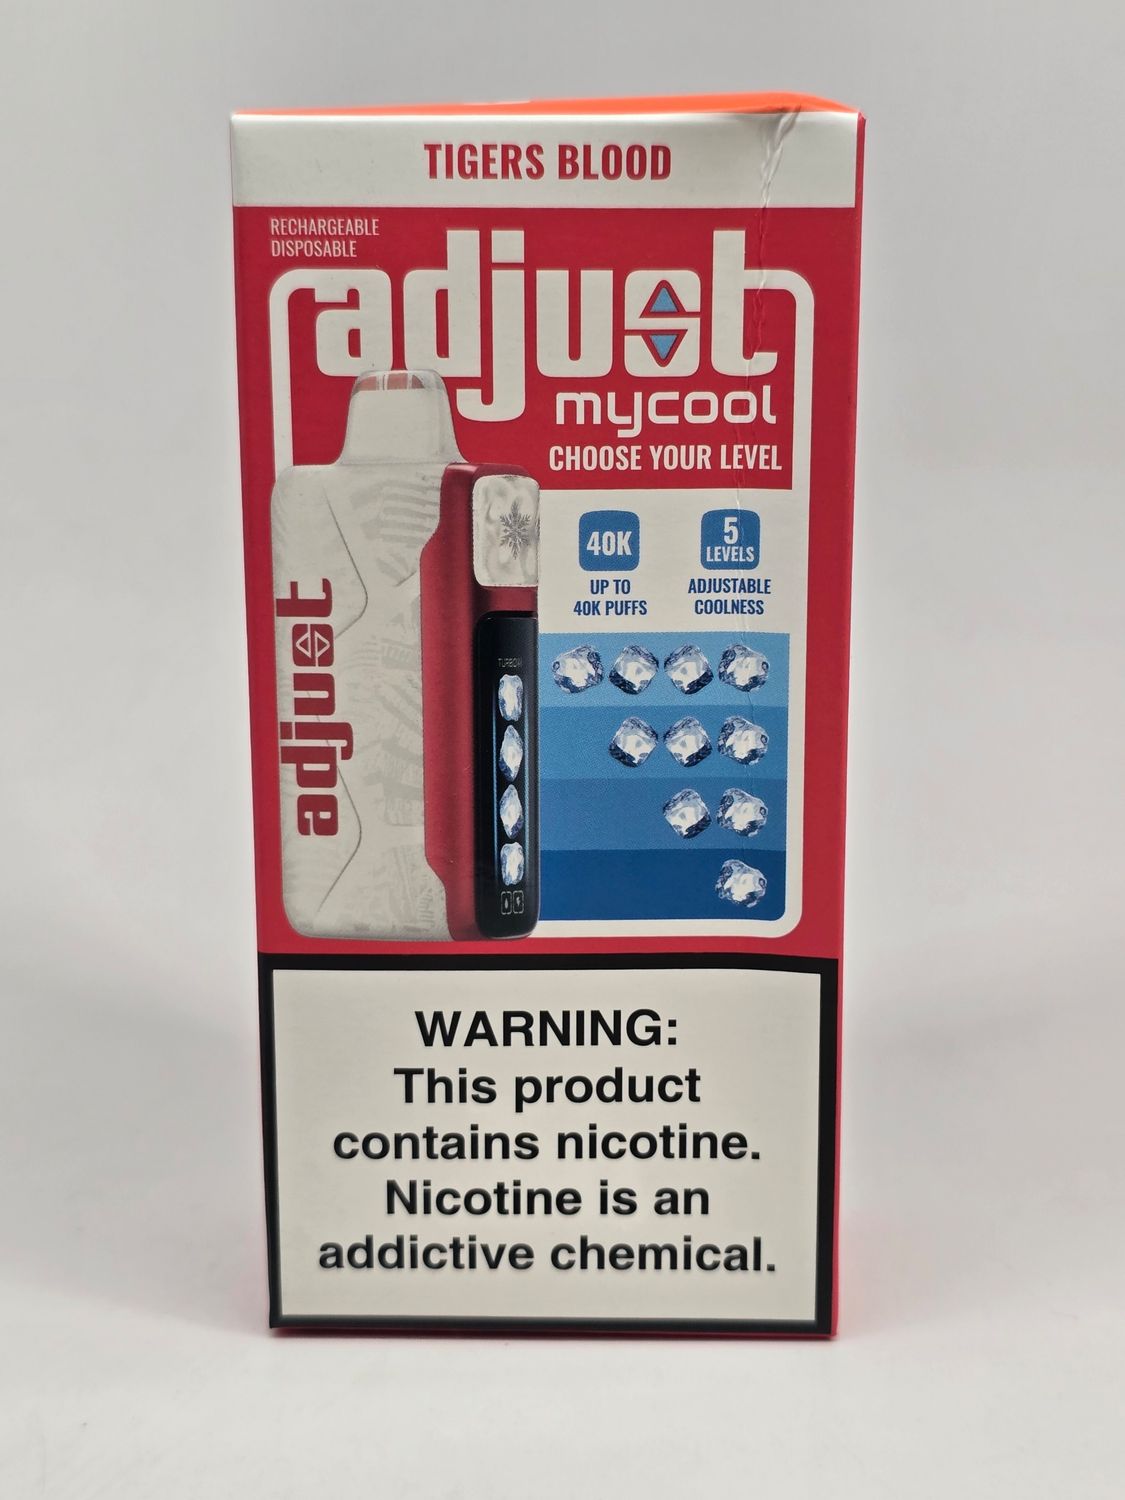 TIGERS BLOOD
RECHARGEABLE
DISPOSABLE
adjust
mycool
CHOOSE YOUR LEVEL
40K
UP TO
40K PUFFS
5
LEVELS
ADJUSTABLE
COOLNESS
adjust
WARNING:
This product
contains nicotine.
Nicotine is an
addictive chemical.